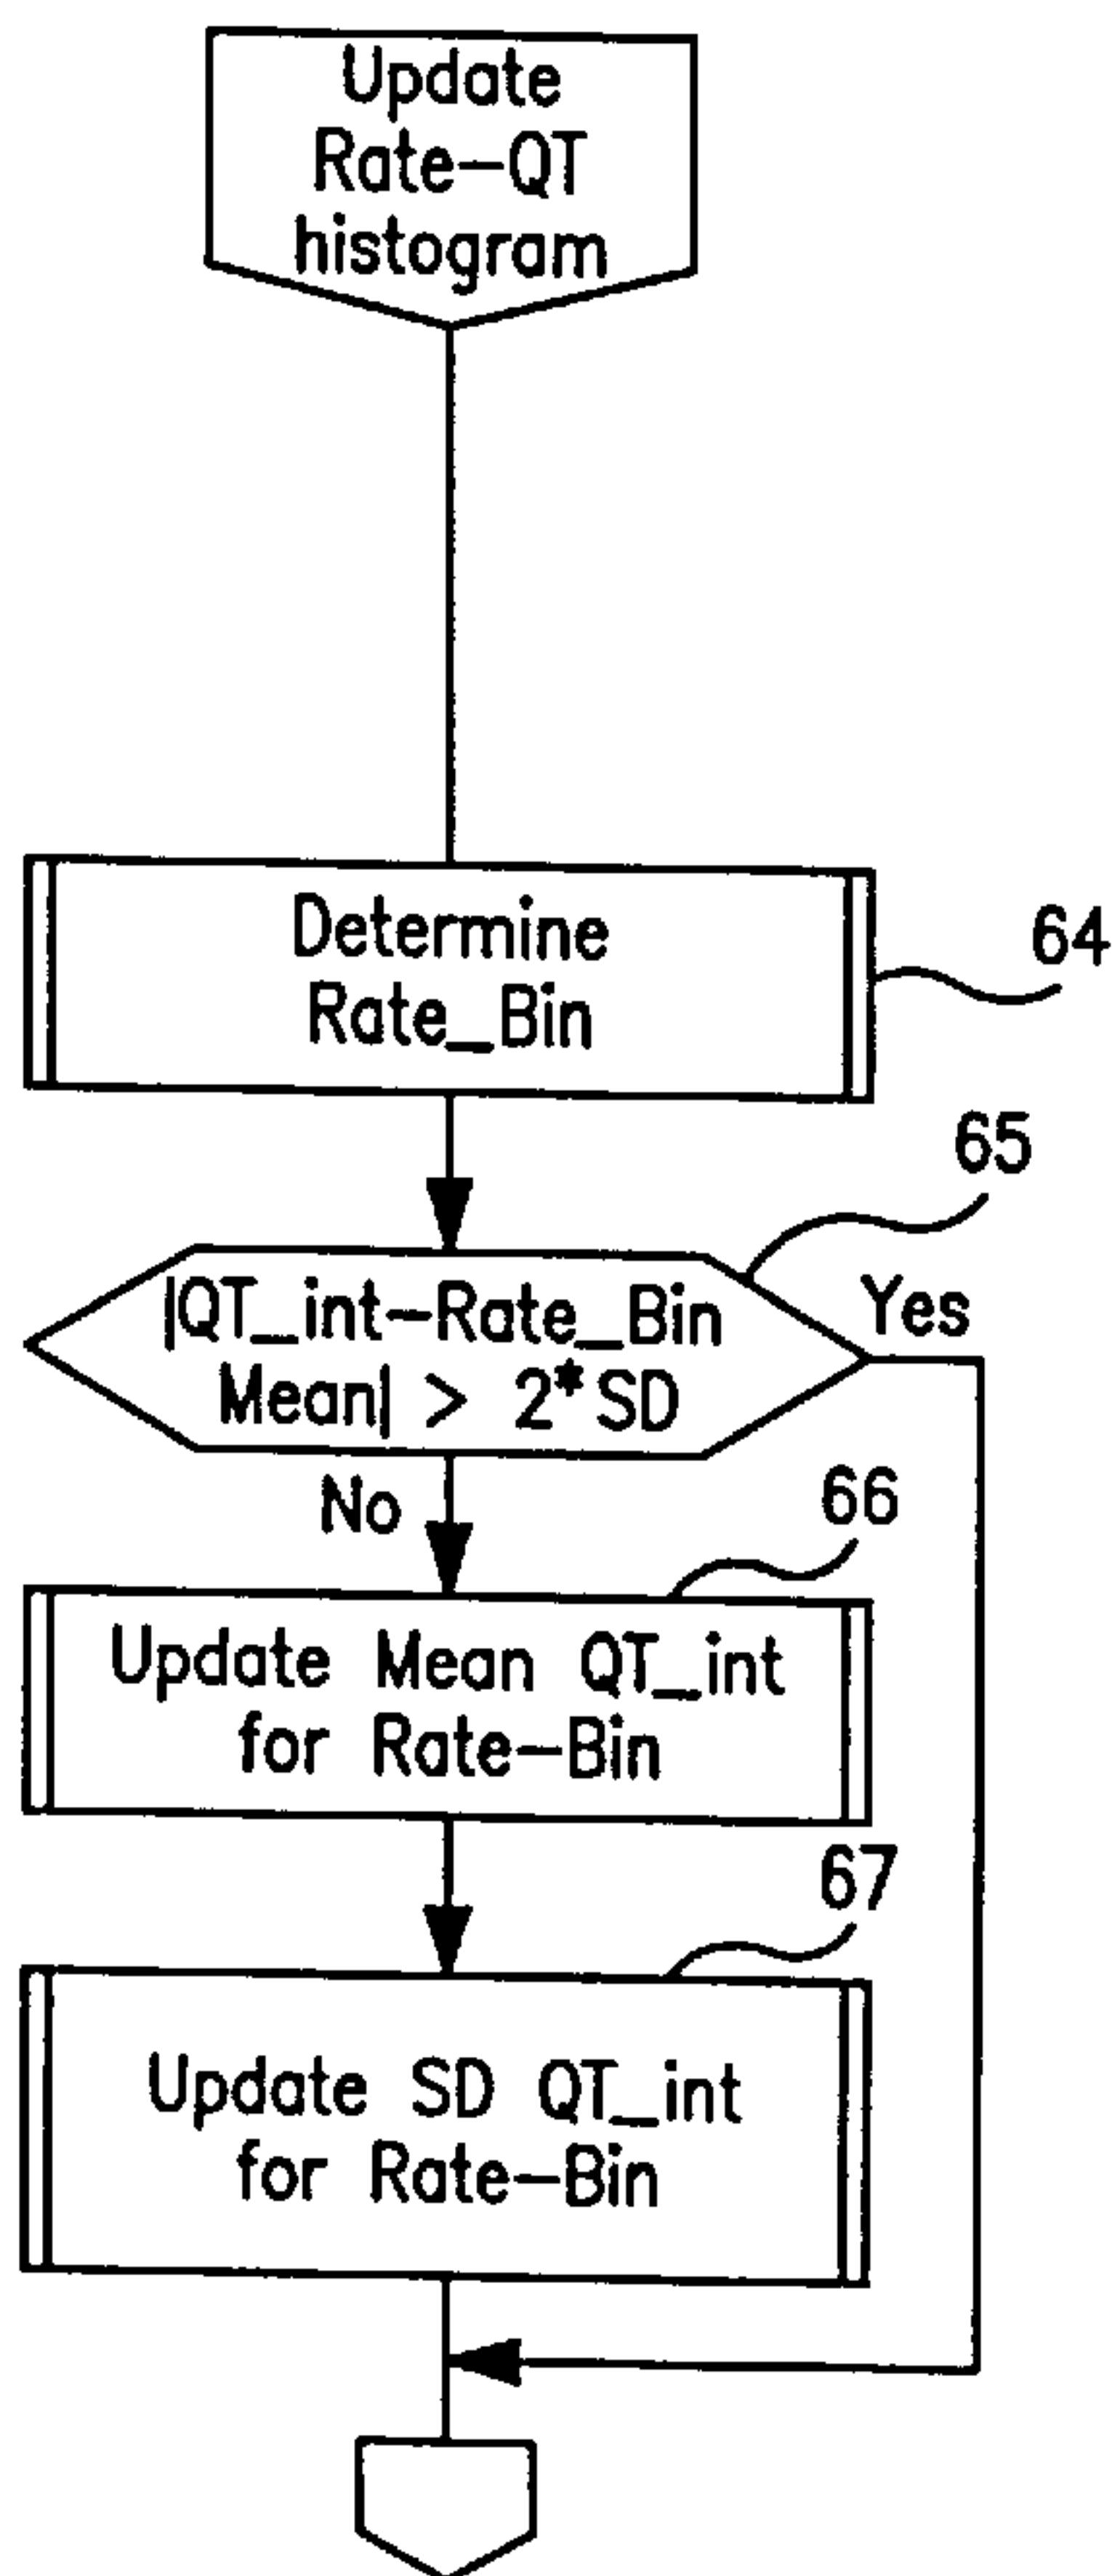 Update
Rate-QT
histogram
Determine
Rate_Bin
64
65
|QT_int-Rate_Bin
Mean| > 2*SD
Yes
No
66
Update Mean QT_int
for Rate-Bin
67
Update SD QT_int
for Rate-Bin